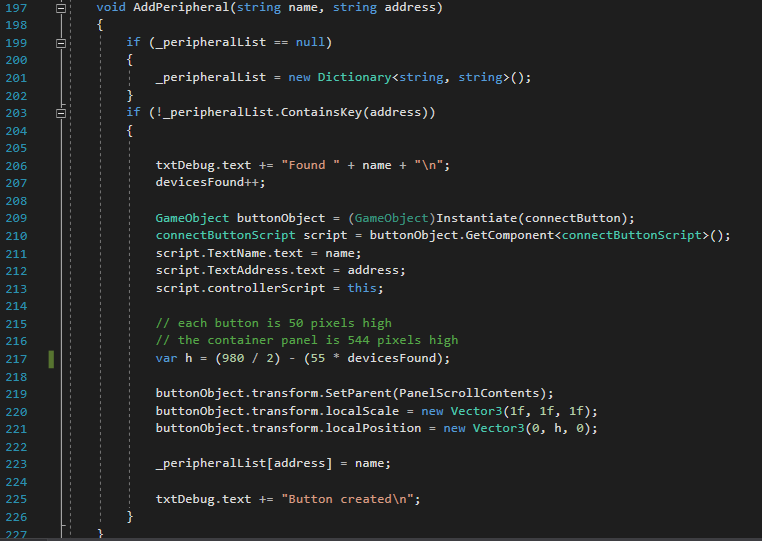 197 void AddPeripheral(string name, string address)
198 {
199 if (_peripheralList == null)
200 {
201 _peripheralList = new Dictionary<string, string>();
202 }
203 if (!_peripheralList.ContainsKey(address))
204 {
205
206 txtDebug.text += "Found " + name + "\n";
207 devicesFound++;
208
209 GameObject buttonObject = (GameObject)Instantiate(connectButton);
210 connectButtonScript script = buttonObject.GetComponent<connectButtonScript>();
211 script.TextName.text = name;
212 script.TextAddress.text = address;
213 script.controllerScript = this;
214
215 // each button is 50 pixels high
216 // the container panel is 544 pixels high
217 var h = (980 / 2) - (55 * devicesFound);
218
219 buttonObject.transform.SetParent(PanelScrollContents);
220 buttonObject.transform.localScale = new Vector3(1f, 1f, 1f);
221 buttonObject.transform.localPosition = new Vector3(0, h, 0);
222
223 _peripheralList[address] = name;
224
225 txtDebug.text += "Button created\n";
226 }
227 }